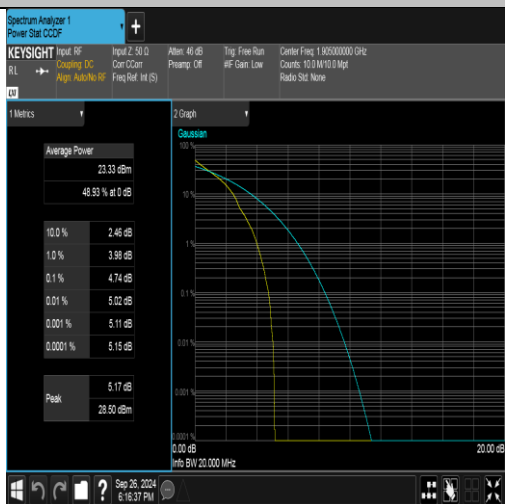 Spectrum Analyzer 1
Power Stat CCDF
+
KEYSIGHT
RL
LXI
Input: RF
Coupling: DC
Align: Auto/No RF
Input Z: 50 Ω
Corr CCorr
Freq Ref: Int (S)
Atten: 46 dB
Preamp: Off
Trig: Free Run
#IF Gain: Low
Center Freq: 1.905000000 GHz
Counts: 10.0 M/10.0 Mpt
Radio Std: None
1 Metrics
Average Power
23.33 dBm
48.93 % at 0 dB
10.0 % 2.46 dB
1.0 % 3.98 dB
0.1 % 4.74 dB
0.01 % 5.02 dB
0.001 % 5.11 dB
0.0001 % 5.15 dB
Peak
5.17 dB
28.50 dBm
2 Graph
Gaussian
100 %
10 %
1 %
0.1 %
0.01 %
0.001 %
0.0001 %
0.00 dB
20.00 dB
Info BW 20.000 MHz
?
Sep 26, 2024
6:16:37 PM